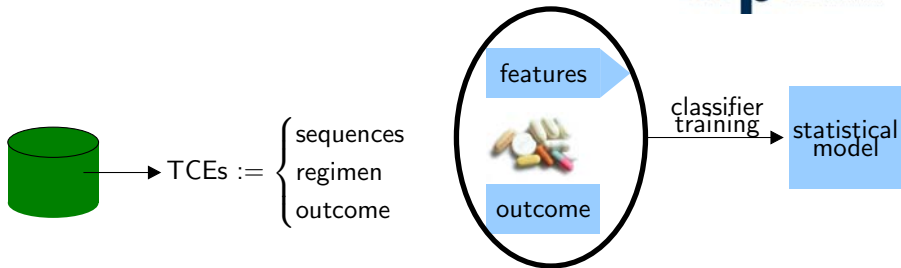 features
TCEs :=
sequences
regimen
outcome
outcome
classifier
training
statistical
model